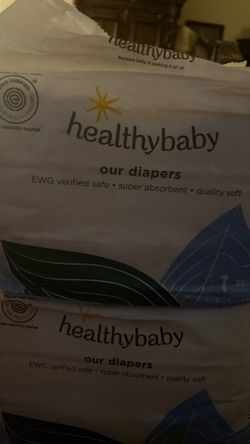 healthybaby
healthybaby
our diapers
EWG verified safe • super absorbent • quality soft
1
healthybaby
our diapers
EWG verified safe • super absorbent • quality soft